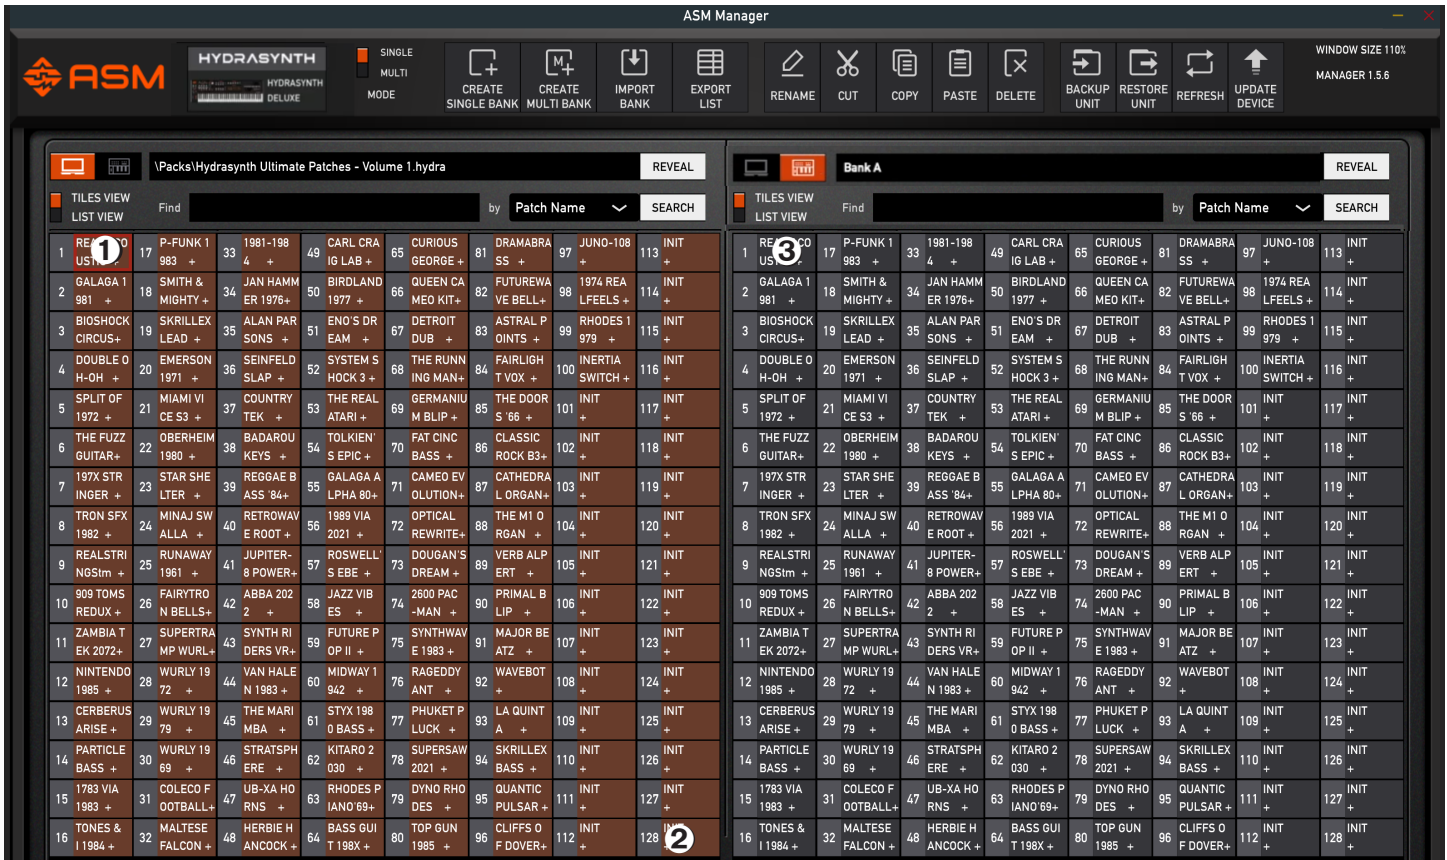 ASM Manager
ASM
HYDRASYNTH
HYDRASYNTH
DELUXE
SINGLE
MULTI
MODE
CREATE
SINGLE BANK
CREATE
MULTI BANK
IMPORT
BANK
EXPORT
LIST
RENAME
CUT
COPY
PASTE
DELETE
BACKUP
UNIT
RESTORE
UNIT
REFRESH
UPDATE
DEVICE
WINDOW SIZE 110%
MANAGER 1.5.6
\Packs\Hydrasynth Ultimate Patches - Volume 1.hydra
REVEAL
TILES VIEW
LIST VIEW
Find
by
Patch Name
SEARCH
1 CO 17 P-FUNK 1 33 1981-198 49 CARL CRA 65 CURIOUS 81 DRAMABRA 97 JUNO-108 113 INIT
1
+ 983 + 4 + IG LAB + GEORGE + SS + + +
2 GALAGA 1 18 SMITH & 34 JAN HAMM 50 BIRDLAND 66 QUEEN CA 82 FUTUREWA 98 1974 REA 114 INIT
981 + MIGHTY + ER 1976+ 1977 + MEO KIT+ VE BELL+ LFEELS + +
3 BIOSHOCK 19 SKRILLEX 35 ALAN PAR 51 ENO'S DR 67 DETROIT 83 ASTRAL P 99 RHODES 1 115 INIT
CIRCUS+ LEAD + SONS + EAM + DUB + OINTS + 979 + +
4 DOUBLE O 20 EMERSON 36 SEINFELD 52 SYSTEM S 68 THE RUNN 84 FAIRLIGH 100 INERTIA 116 INIT
H-OH + 1971 + SLAP + HOCK 3 + ING MAN+ T VOX + SWITCH + +
5 SPLIT OF 21 MIAMI VI 37 COUNTRY 53 THE REAL 69 GERMANIU 85 THE DOOR 101 INIT 117 INIT
1972 + CE S3 + TEK + ATARI + M BLIP + S '66 + + +
6 THE FUZZ 22 OBERHEIM 38 BADAROU 54 TOLKIEN' 70 FAT CINC 86 CLASSIC 102 INIT 118 INIT
GUITAR+ 1980 + KEYS + S EPIC + BASS + ROCK B3+ + +
7 197X STR 23 STAR SHE 39 REGGAE B 55 GALAGA A 71 CAMEO EV 87 CATHEDRA 103 INIT 119 INIT
INGER + LTER + ASS '84+ LPHA 80+ OLUTION+ L ORGAN+ + +
8 TRON SFX 24 MINAJ SW 40 RETROWAV 56 1989 VIA 72 OPTICAL 88 THE M1 O 104 INIT 120 INIT
1982 + ALLA + E ROOT + 2021 + REWRITE+ RGAN + + +
9 REALSTRI 25 RUNAWAY 41 JUPITER- 57 ROSWELL' 73 DOUGAN'S 89 VERB ALP 105 INIT 121 INIT
NGStm + 1961 + 8 POWER+ S EBE + DREAM + ERT + + +
10 909 TOMS 26 FAIRYTRO 42 ABBA 202 58 JAZZ VIB 74 2600 PAC 90 PRIMAL B 106 INIT 122 INIT
REDUX + N BELLS+ 2 + ES + -MAN + LIP + + +
11 ZAMBIA T 27 SUPERTRA 43 SYNTH RI 59 FUTURE P 75 SYNTHWAV 91 MAJOR BE 107 INIT 123 INIT
EK 2072+ MP WURL+ DERS VR+ OP II + E 1983 + ATZ + + +
12 NINTENDO 28 WURLY 19 44 VAN HALE 60 MIDWAY 1 76 RAGEDDY 92 WAVEBOT 108 INIT 124 INIT
1985 + 72 + N 1983 + 942 + ANT + + + +
13 CERBERUS 29 WURLY 19 45 THE MARI 61 STYX 198 77 PHUKET P 93 LA QUINT 109 INIT 125 INIT
ARISE + 79 + MBA + 0 BASS + LUCK + A + + +
14 PARTICLE 30 WURLY 19 46 STRATSPH 62 KITARO 2 78 SUPERSAW 94 SKRILLEX 110 INIT 126 INIT
BASS + 69 + ERE + 030 + 2021 + BASS + + +
15 1783 VIA 31 COLECO F 47 UB-XA HO 63 RHODES P 79 DYNO RHO 95 QUANTIC 111 INIT 127 INIT
1983 + OOTBALL+ RNS + IANO'69+ DES + PULSAR + + +
16 TONES & 32 MALTESE 48 HERBIE H 64 BASS GUI 80 TOP GUN 96 CLIFFS O 112 INIT 128
2
I 1984 + FALCON + ANCOCK + T 198X + 1985 + F DOVER+ + +
Bank A
REVEAL
TILES VIEW
LIST VIEW
Find
by
Patch Name
SEARCH
1 CO 17 P-FUNK 1 33 1981-198 49 CARL CRA 65 CURIOUS 81 DRAMABRA 97 JUNO-108 113 INIT
3
+ 983 + 4 + IG LAB + GEORGE + SS + + +
2 GALAGA 1 18 SMITH & 34 JAN HAMM 50 BIRDLAND 66 QUEEN CA 82 FUTUREWA 98 1974 REA 114 INIT
981 + MIGHTY + ER 1976+ 1977 + MEO KIT+ VE BELL+ LFEELS + +
3 BIOSHOCK 19 SKRILLEX 35 ALAN PAR 51 ENO'S DR 67 DETROIT 83 ASTRAL P 99 RHODES 1 115 INIT
CIRCUS+ LEAD + SONS + EAM + DUB + OINTS + 979 + +
4 DOUBLE O 20 EMERSON 36 SEINFELD 52 SYSTEM S 68 THE RUNN 84 FAIRLIGH 100 INERTIA 116 INIT
H-OH + 1971 + SLAP + HOCK 3 + ING MAN+ T VOX + SWITCH + +
5 SPLIT OF 21 MIAMI VI 37 COUNTRY 53 THE REAL 69 GERMANIU 85 THE DOOR 101 INIT 117 INIT
1972 + CE S3 + TEK + ATARI + M BLIP + S '66 + + +
6 THE FUZZ 22 OBERHEIM 38 BADAROU 54 TOLKIEN' 70 FAT CINC 86 CLASSIC 102 INIT 118 INIT
GUITAR+ 1980 + KEYS + S EPIC + BASS + ROCK B3+ + +
7 197X STR 23 STAR SHE 39 REGGAE B 55 GALAGA A 71 CAMEO EV 87 CATHEDRA 103 INIT 119 INIT
INGER + LTER + ASS '84+ LPHA 80+ OLUTION+ L ORGAN+ + +
8 TRON SFX 24 MINAJ SW 40 RETROWAV 56 1989 VIA 72 OPTICAL 88 THE M1 O 104 INIT 120 INIT
1982 + ALLA + E ROOT + 2021 + REWRITE+ RGAN + + +
9 REALSTRI 25 RUNAWAY 41 JUPITER- 57 ROSWELL' 73 DOUGAN'S 89 VERB ALP 105 INIT 121 INIT
NGStm + 1961 + 8 POWER+ S EBE + DREAM + ERT + + +
10 909 TOMS 26 FAIRYTRO 42 ABBA 202 58 JAZZ VIB 74 2600 PAC 90 PRIMAL B 106 INIT 122 INIT
REDUX + N BELLS+ 2 + ES + -MAN + LIP + + +
11 ZAMBIA T 27 SUPERTRA 43 SYNTH RI 59 FUTURE P 75 SYNTHWAV 91 MAJOR BE 107 INIT 123 INIT
EK 2072+ MP WURL+ DERS VR+ OP II + E 1983 + ATZ + + +
12 NINTENDO 28 WURLY 19 44 VAN HALE 60 MIDWAY 1 76 RAGEDDY 92 WAVEBOT 108 INIT 124 INIT
1985 + 72 + N 1983 + 942 + ANT + + + +
13 CERBERUS 29 WURLY 19 45 THE MARI 61 STYX 198 77 PHUKET P 93 LA QUINT 109 INIT 125 INIT
ARISE + 79 + MBA + 0 BASS + LUCK + A + + +
14 PARTICLE 30 WURLY 19 46 STRATSPH 62 KITARO 2 78 SUPERSAW 94 SKRILLEX 110 INIT 126 INIT
BASS + 69 + ERE + 030 + 2021 + BASS + + +
15 1783 VIA 31 COLECO F 47 UB-XA HO 63 RHODES P 79 DYNO RHO 95 QUANTIC 111 INIT 127 INIT
1983 + OOTBALL+ RNS + IANO'69+ DES + PULSAR + + +
16 TONES & 32 MALTESE 48 HERBIE H 64 BASS GUI 80 TOP GUN 96 CLIFFS O 112 INIT 128 INIT
I 1984 + FALCON + ANCOCK + T 198X + 1985 + F DOVER+ + +